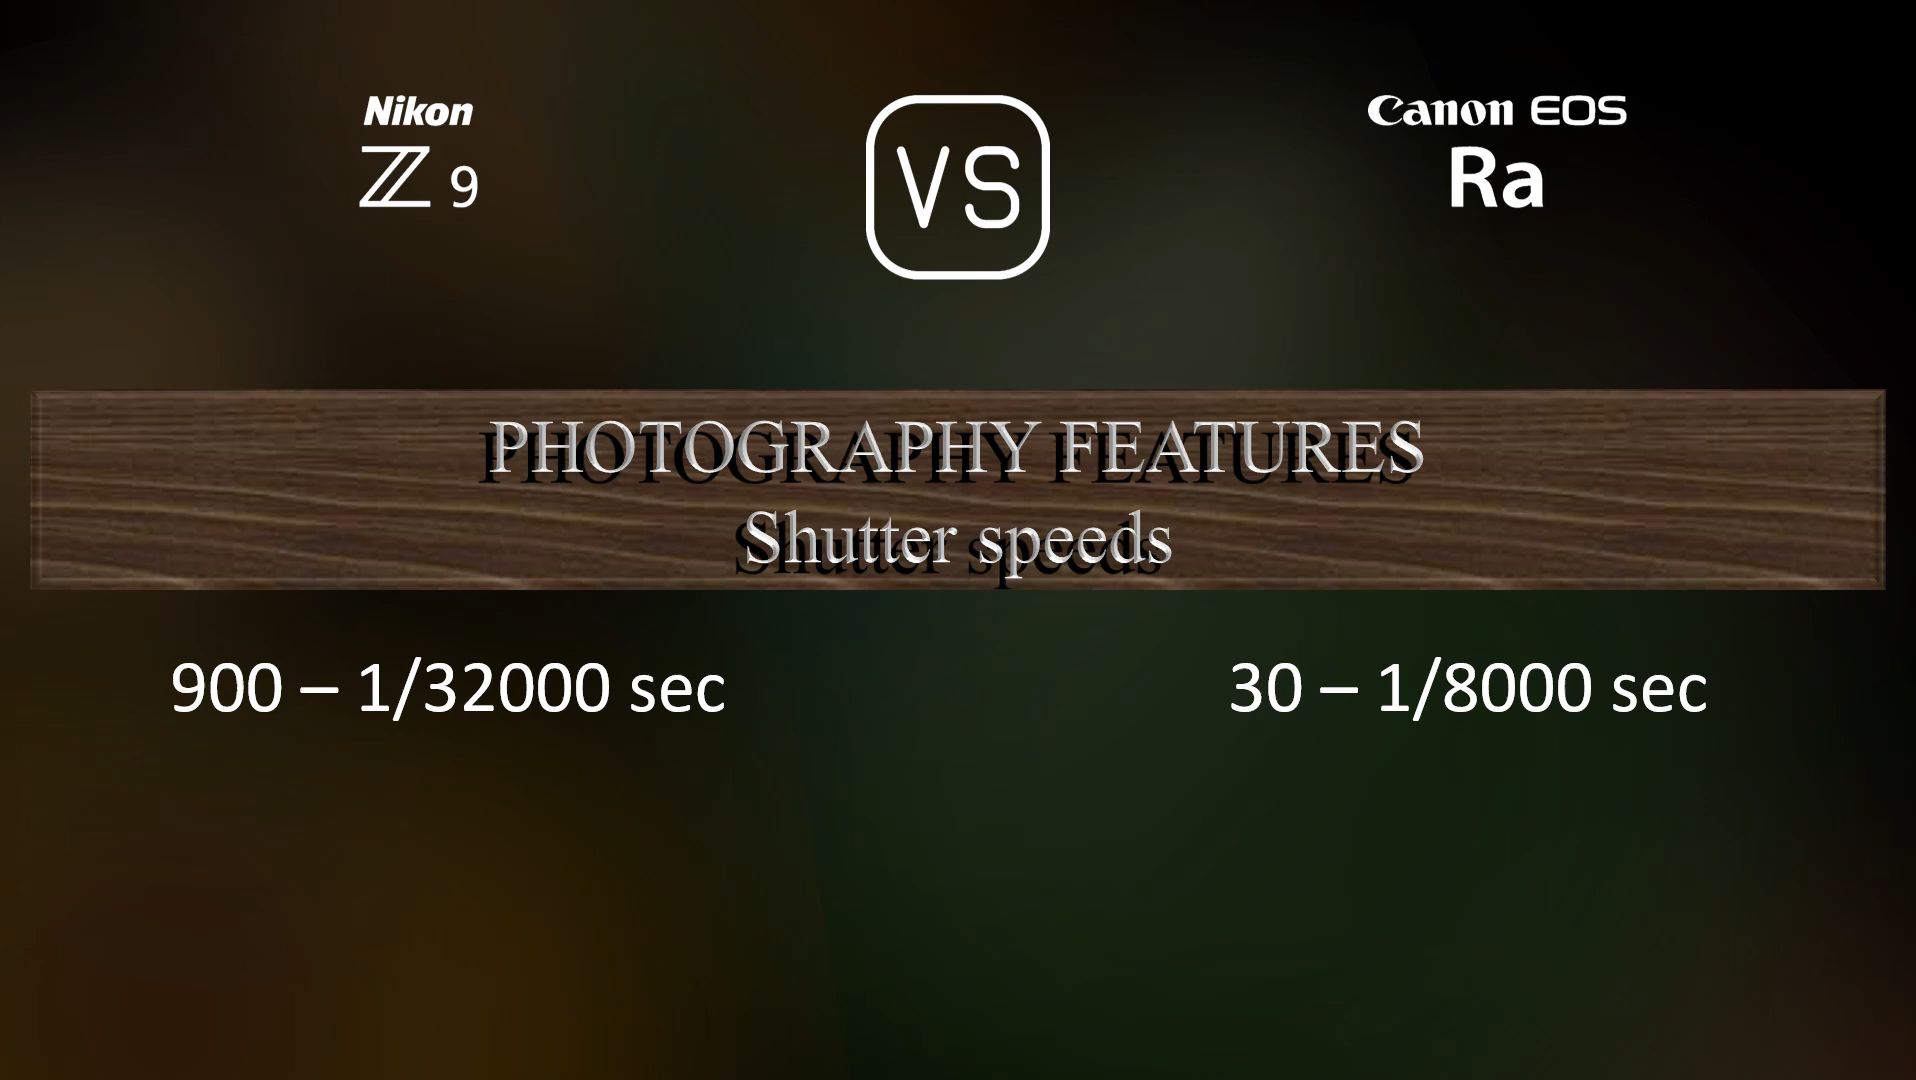 Nikon
Z 9
VS
Canon EOS
Ra
PHOTOGRAPHY FEATURES
Shutter speeds
900 – 1/32000 sec
30 – 1/8000 sec